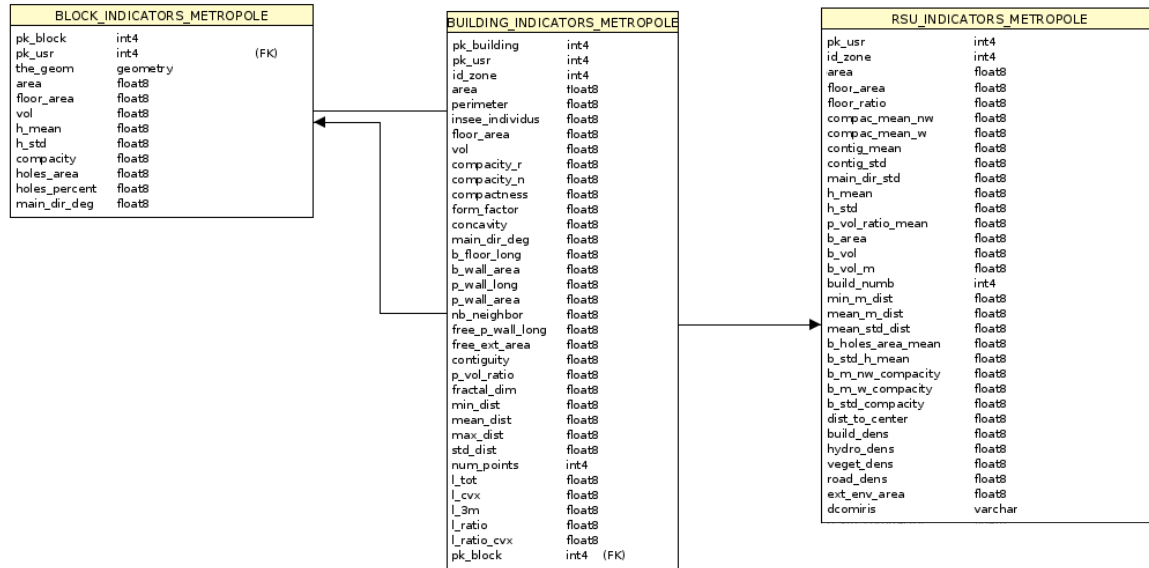 BLOCK_INDICATORS_METROPOLE
pk_block int4
pk_usr int4 (FK)
the_geom geometry
area float8
floor_area float8
vol float8
h_mean float8
h_std float8
compacity float8
holes_area float8
holes_percent float8
main_dir_deg float8
BUILDING_INDICATORS_METROPOLE
pk_building int4
pk_usr int4
id_zone int4
area float8
perimeter float8
insee_individus float8
floor_area float8
vol float8
compacity_r float8
compacity_n float8
compactness float8
form_factor float8
concavity float8
main_dir_deg float8
b_floor_long float8
b_wall_area float8
p_wall_long float8
p_wall_area float8
nb_neighbor float8
free_p_wall_long float8
free_ext_area float8
contiguity float8
p_vol_ratio float8
fractal_dim float8
min_dist float8
mean_dist float8
max_dist float8
std_dist float8
num_points int4
l_tot float8
l_cvx float8
l_3m float8
l_ratio float8
l_ratio_cvx float8
pk_block int4 (FK)
RSU_INDICATORS_METROPOLE
pk_usr int4
id_zone int4
area float8
floor_area float8
floor_ratio float8
compac_mean_nw float8
compac_mean_w float8
contig_mean float8
contig_std float8
main_dir_std float8
h_mean float8
h_std float8
p_vol_ratio_mean float8
b_area float8
b_vol float8
b_vol_m float8
build_numb int4
min_m_dist float8
mean_m_dist float8
mean_std_dist float8
b_holes_area_mean float8
b_std_h_mean float8
b_m_nw_compacity float8
b_m_w_compacity float8
b_std_compacity float8
dist_to_center float8
build_dens float8
hydro_dens float8
veget_dens float8
road_dens float8
ext_env_area float8
dcomiris varchar